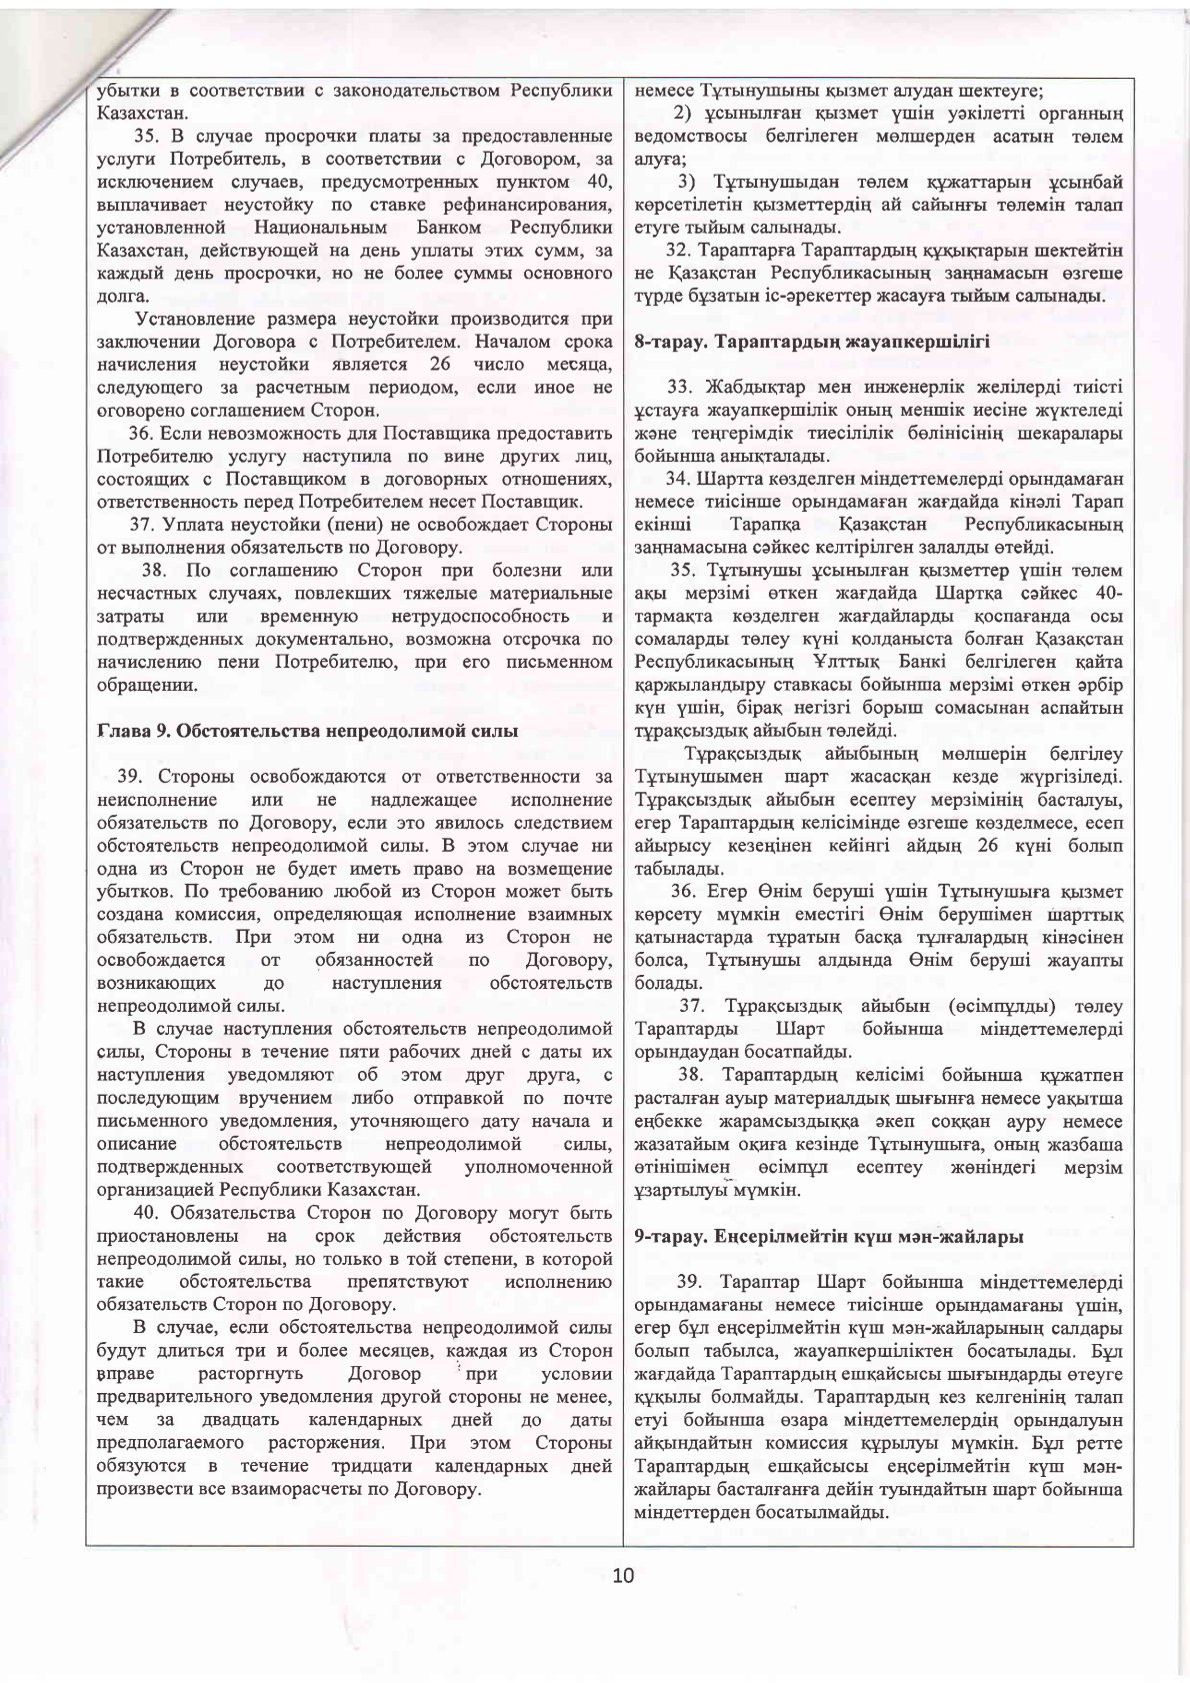 убытки в соответствии с законодательством Республики
Казахстан.
35. В случае просрочки платы за предоставленные
услуги Потребитель, в соответствии с Договором, за
исключением случаев, предусмотренных пунктом 40,
выплачивает неустойку по ставке рефинансирования,
установленной Национальным Банком Республики
Казахстан, действующей на день уплаты этих сумм, за
каждый день просрочки, но не более суммы основного
долга.
Установление размера неустойки производится при
заключении Договора с Потребителем. Началом срока
начисления неустойки является 26 число месяца,
следующего за расчетным периодом, если иное не
оговорено соглашением Сторон.
36. Если невозможность для Поставщика предоставить
Потребителю услугу наступила по вине других лиц,
состоящих с Поставщиком в договорных отношениях,
ответственность перед Потребителем несет Поставщик.
37. Уплата неустойки (пени) не освобождает Стороны
от выполнения обязательств по Договору.
38. По соглашению Сторон при болезни или
несчастных случаях, повлекших тяжелые материальные
затраты или временную нетрудоспособность и
подтвержденных документально, возможна отсрочка по
начислению пени Потребителю, при его письменном
обращении.
Глава 9. Обстоятельства непреодолимой силы
39. Стороны освобождаются от ответственности за
неисполнение или не надлежащее исполнение
обязательств по Договору, если это явилось следствием
обстоятельств непреодолимой силы. В этом случае ни
одна из Сторон не будет иметь право на возмещение
убытков. По требованию любой из Сторон может быть
создана комиссия, определяющая исполнение взаимных
обязательств. При этом ни одна из Сторон не
освобождается от обязанностей по Договору,
возникающих до наступления обстоятельств
непреодолимой силы.
В случае наступления обстоятельств непреодолимой
силы, Стороны в течение пяти рабочих дней с даты их
наступления уведомляют об этом друг друга, с
последующим вручением либо отправкой по почте
письменного уведомления, уточняющего дату начала и
описание обстоятельств непреодолимой силы,
подтвержденных соответствующей уполномоченной
организацией Республики Казахстан.
40. Обязательства Сторон по Договору могут быть
приостановлены на срок действия обстоятельств
непреодолимой силы, но только в той степени, в которой
такие обстоятельства препятствуют исполнению
обязательств Сторон по Договору.
В случае, если обстоятельства непреодолимой силы
будут длиться три и более месяцев, каждая из Сторон
вправе расторгнуть Договор при условии
предварительного уведомления другой стороны не менее,
чем за двадцать календарных дней до даты
предполагаемого расторжения. При этом Стороны
обязуются в течение тридцати календарных дней
произвести все взаиморасчеты по Договору.
немесе Тұтынушыны қызмет алудан шектеуге;
2) ұсынылған қызмет үшін уәкілетті органның
ведомствосы белгілеген мөлшерден асатын төлем
алуға;
3) Тұтынушыдан төлем құжаттарын ұсынбай
көрсетілетін қызметтердің ай сайынғы төлемін талап
етуге тыйым салынады.
32. Тараптарға Тараптардың құқықтарын шектейтін
не Қазақстан Республикасының заңнамасын өзгеше
түрде бұзатын іс-әрекеттер жасауға тыйым салынады.
8-тарау. Тараптардың жауапкершілігі
33. Жабдықтар мен инженерлік желілерді тиісті
ұстауға жауапкершілік оның меншік иесіне жүктеледі
және теңгерімдік тиесілілік бөлінісінің шекаралары
бойынша анықталады.
34. Шартта көзделген міндеттемелерді орындамаған
немесе тиісінше орындамаған жағдайда кінәлі Тарап
екінші Тарапқа Қазақстан Республикасының
заңнамасына сәйкес келтірілген залалды өтейді.
35. Тұтынушы ұсынылған қызметтер үшін төлем
ақы мерзімі өткен жағдайда Шартқа сәйкес 40-
тармақта көзделген жағдайларды қоспағанда осы
сомаларды төлеу күні қолданыста болған Қазақстан
Республикасының Ұлттық Банкі белгілеген қайта
қаржыландыру ставкасы бойынша мерзімі өткен әрбір
күн үшін, бірақ негізгі борыш сомасынан аспайтын
тұрақсыздық айыбын төлейді.
Тұрақсыздық айыбының мөлшерін белгілеу
Тұтынушымен шарт жасасқан кезде жүргізіледі.
Тұрақсыздық айыбын есептеу мерзімінің басталуы,
егер Тараптардың келісімінде өзгеше көзделмесе, есеп
айырысу кезеңінен кейінгі айдың 26 күні болып
табылады.
36. Егер Өнім беруші үшін Тұтынушыға қызмет
көрсету мүмкін еместігі Өнім берушімен шарттық
қатынастарда тұратын басқа тұлғалардың кінәсінен
болса, Тұтынушы алдында Өнім беруші жауапты
болады.
37. Тұрақсыздық айыбын (өсімпұлды) төлеу
Тараптарды Шарт бойынша міндеттемелерді
орындаудан босатпайды.
38. Тараптардың келісімі бойынша құжатпен
расталған ауыр материалдық шығынға немесе уақытша
еңбекке жарамсыздыққа әкеп соққан ауру немесе
жазатайым оқиға кезінде Тұтынушыға, оның жазбаша
өтінішімен өсімпұл есептеу жөніндегі мерзім
ұзартылуы мүмкін.
9-тарау. Еңсерілмейтін күш мән-жайлары
39. Тараптар Шарт бойынша міндеттемелерді
орындамағаны немесе тиісінше орындамағаны үшін,
егер бұл еңсерілмейтін күш мән-жайларының салдары
болып табылса, жауапкершіліктен босатылады. Бұл
жағдайда Тараптардың ешқайсысы шығындарды өтеуге
құқылы болмайды. Тараптардың кез келгенінің талап
етуі бойынша өзара міндеттемелердің орындалуын
айқындайтын комиссия құрылуы мүмкін. Бұл ретте
Тараптардың ешқайсысы еңсерілмейтін күш мән-
жайлары басталғанға дейін туындайтын шарт бойынша
міндеттерден босатылмайды.
10